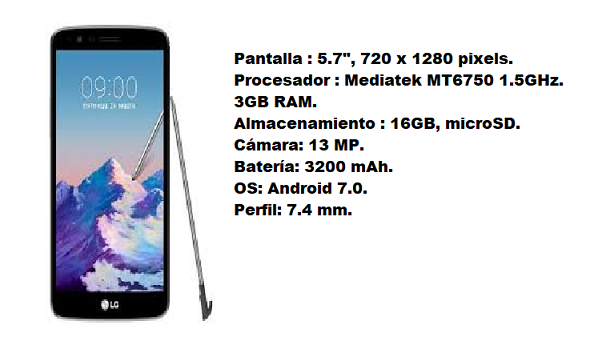 09:00
Pantalla : 5.7", 720 x 1280 pixels.
Procesador : Mediatek MT6750 1.5GHz.
3GB RAM.
Almacenamiento : 16GB, microSD.
Cámara: 13 MP.
Batería: 3200 mAh.
OS: Android 7.0.
Perfil: 7.4 mm.
LG